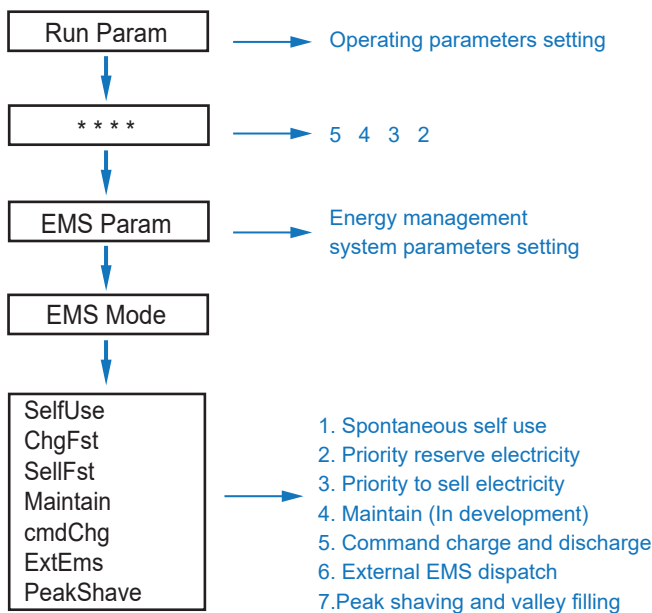 Run Param
Operating parameters setting
* * * *
5 4 3 2
EMS Param
Energy management
system parameters setting
EMS Mode
SelfUse
ChgFst
SellFst
Maintain
cmdChg
ExtEms
PeakShave
1. Spontaneous self use
2. Priority reserve electricity
3. Priority to sell electricity
4. Maintain (In development)
5. Command charge and discharge
6. External EMS dispatch
7.Peak shaving and valley filling